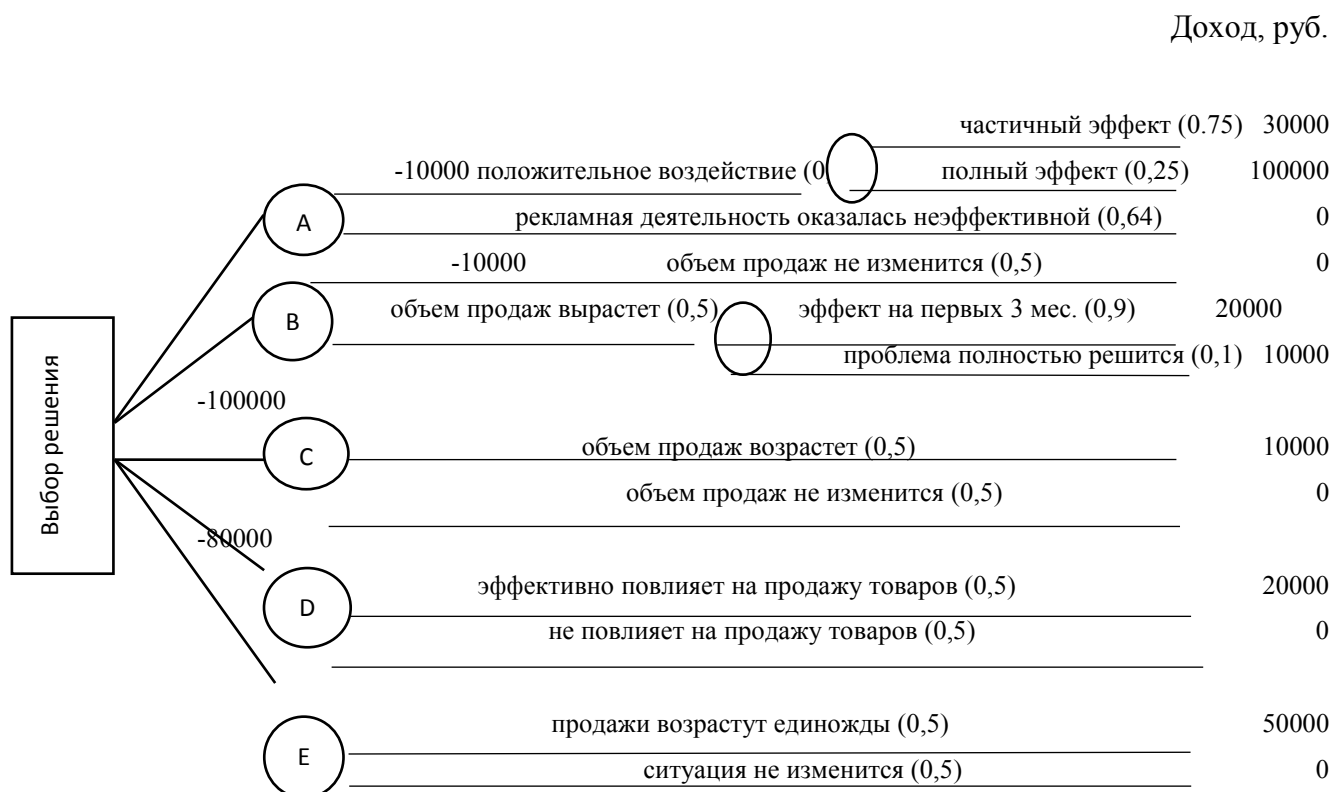 Доход, руб.
частичный эффект (0.75) 30000
-10000 положительное воздействие (0 полный эффект (0,25) 100000
А
рекламная деятельность оказалась неэффективной (0,64) 0
-10000 объем продаж не изменится (0,5) 0
В
объем продаж вырастет (0,5) эффект на первых 3 мес. (0,9) 20000
проблема полностью решится (0,1) 10000
Выбор решения
-100000
С
объем продаж возрастет (0,5) 10000
объем продаж не изменится (0,5) 0
-80000
эффективно повлияет на продажу товаров (0,5) 20000
D
не повлияет на продажу товаров (0,5) 0
продажи возрастут единожды (0,5) 50000
Е
ситуация не изменится (0,5) 0